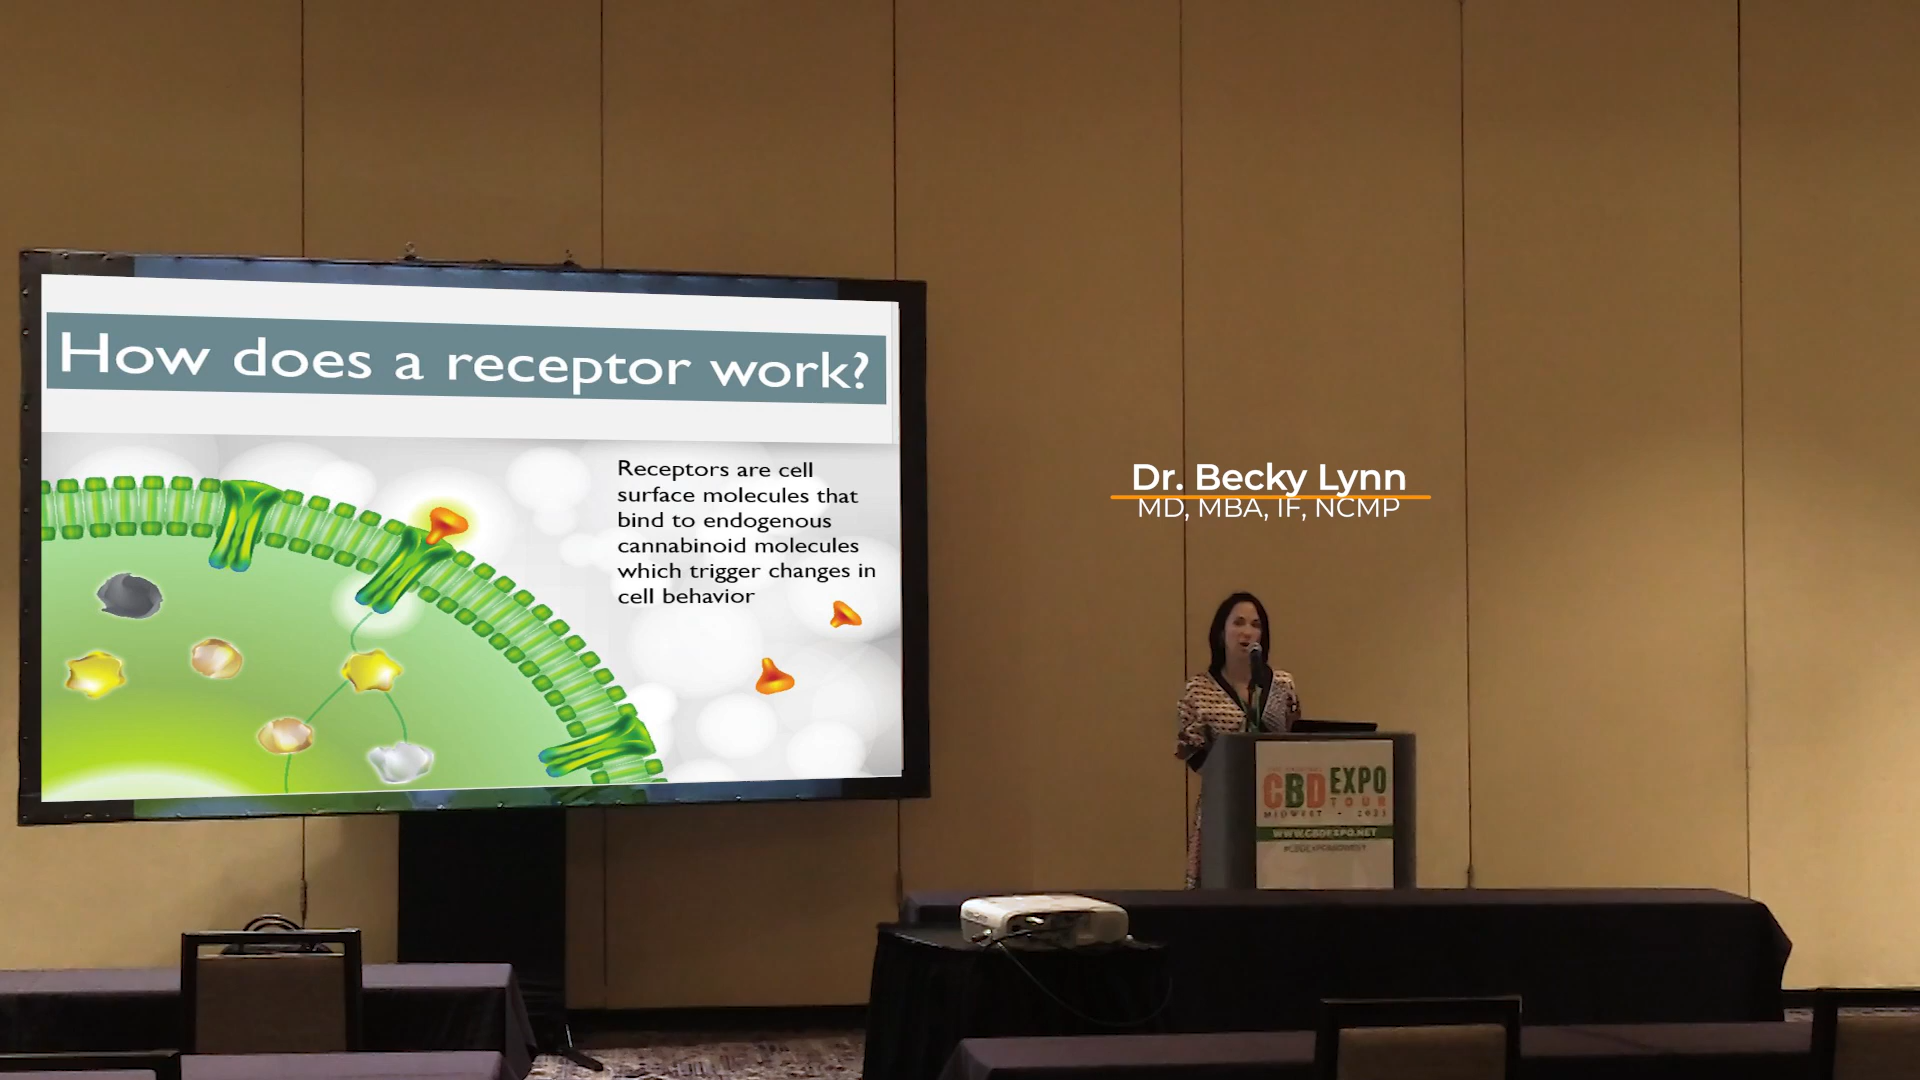 How does a receptor work?
Receptors are cell
surface molecules that
bind to endogenous
cannabinoid molecules
which trigger changes in
cell behavior
Dr. Becky Lynn
MD, MBA, IF, NCMP
CBD EXPO
TOUR
MIDWEST - 2023
WWW.CBDEXPO.NET